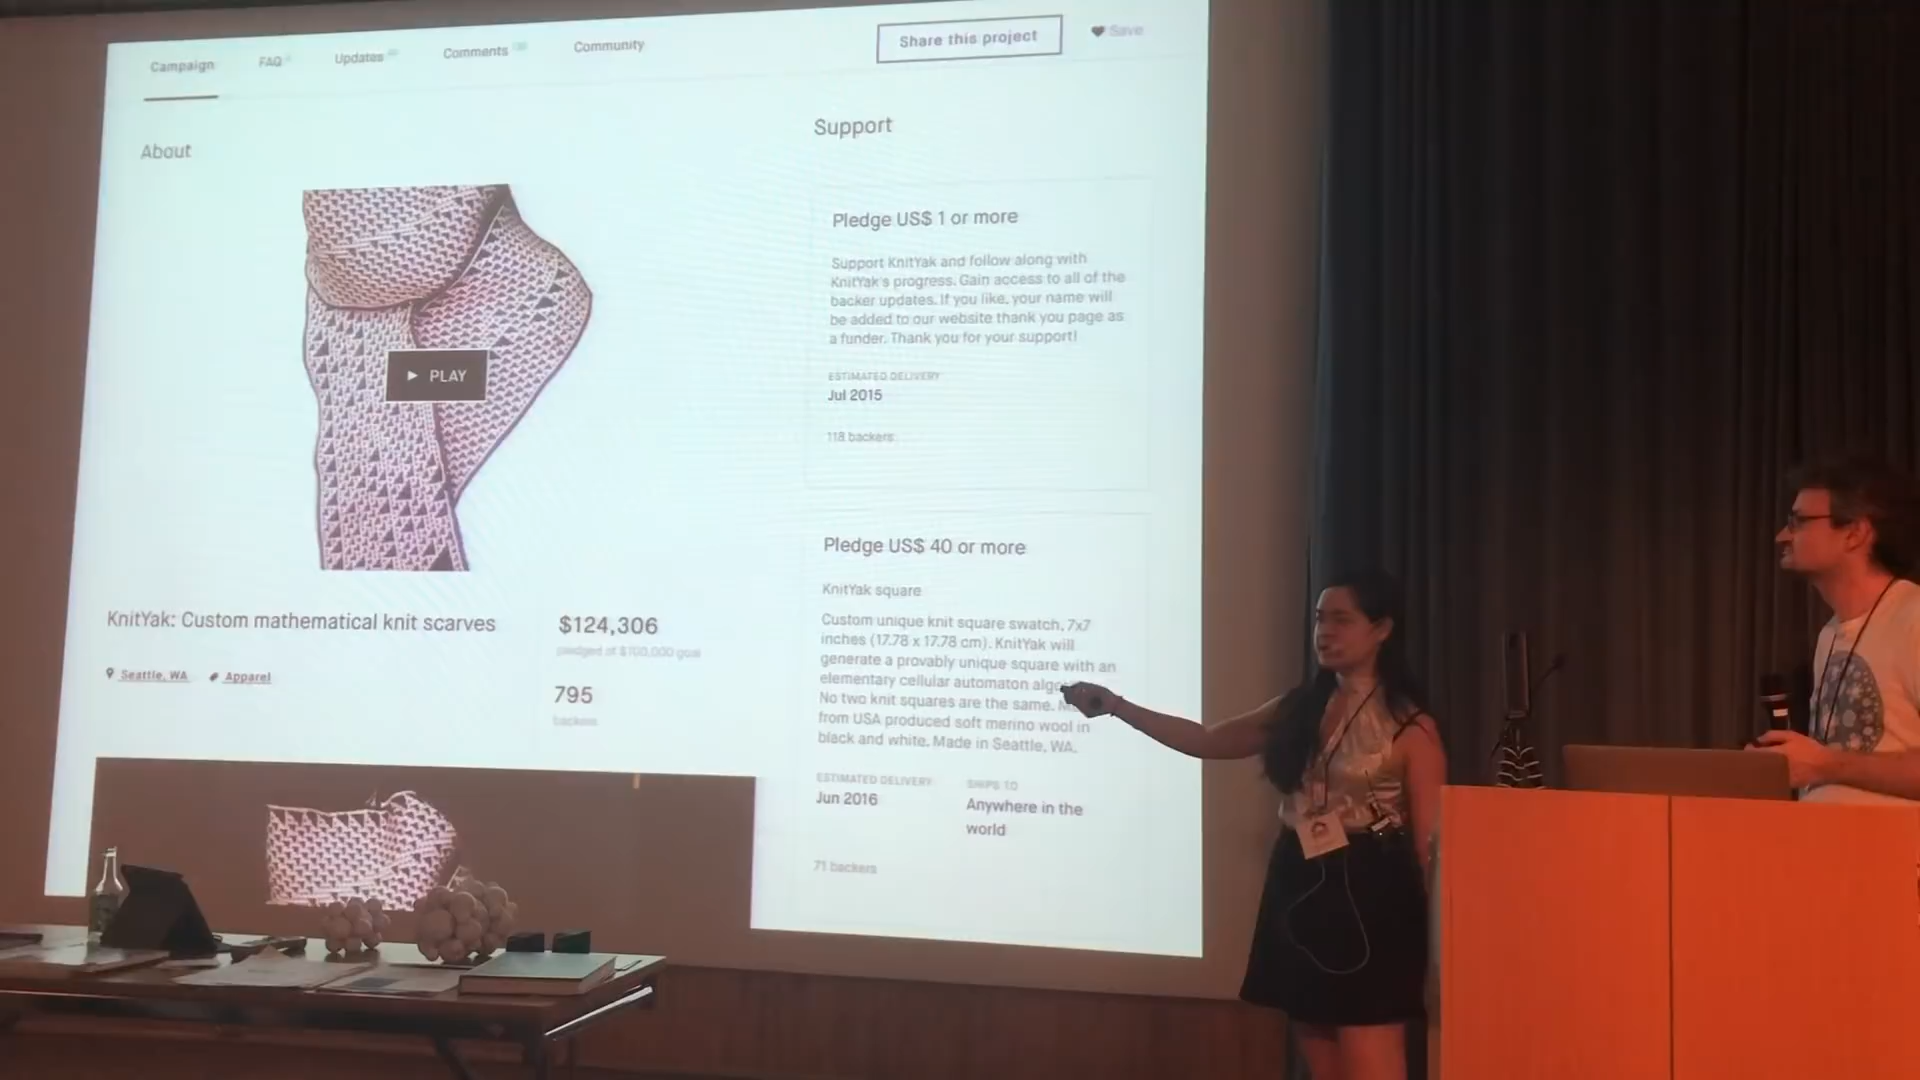 Campaign
FAQ
Updates
Comments
Community
Share this project
Save
About
Support
PLAY
Pledge US$ 1 or more
Support KnitYak and follow along with
KnitYak's progress. Gain access to all of the
backer updates. If you like, your name will
be added to our website thank you page as
a funder. Thank you for your support!
ESTIMATED DELIVERY
Jul 2015
118 backers
KnitYak: Custom mathematical knit scarves
Seattle, WA
Apparel
$124,306
pledged of $100,000 goal
795
backers
Pledge US$ 40 or more
KnitYak square
Custom unique knit square swatch, 7x7
inches (17.78 x 17.78 cm). KnitYak will
generate a provably unique square with an
elementary cellular automaton
No two knit squares are the same.
from USA produced soft merino wool in
black and white. Made in Seattle, WA.
ESTIMATED DELIVERY
Jun 2016
SHIPS TO
Anywhere in the
world
71 backers